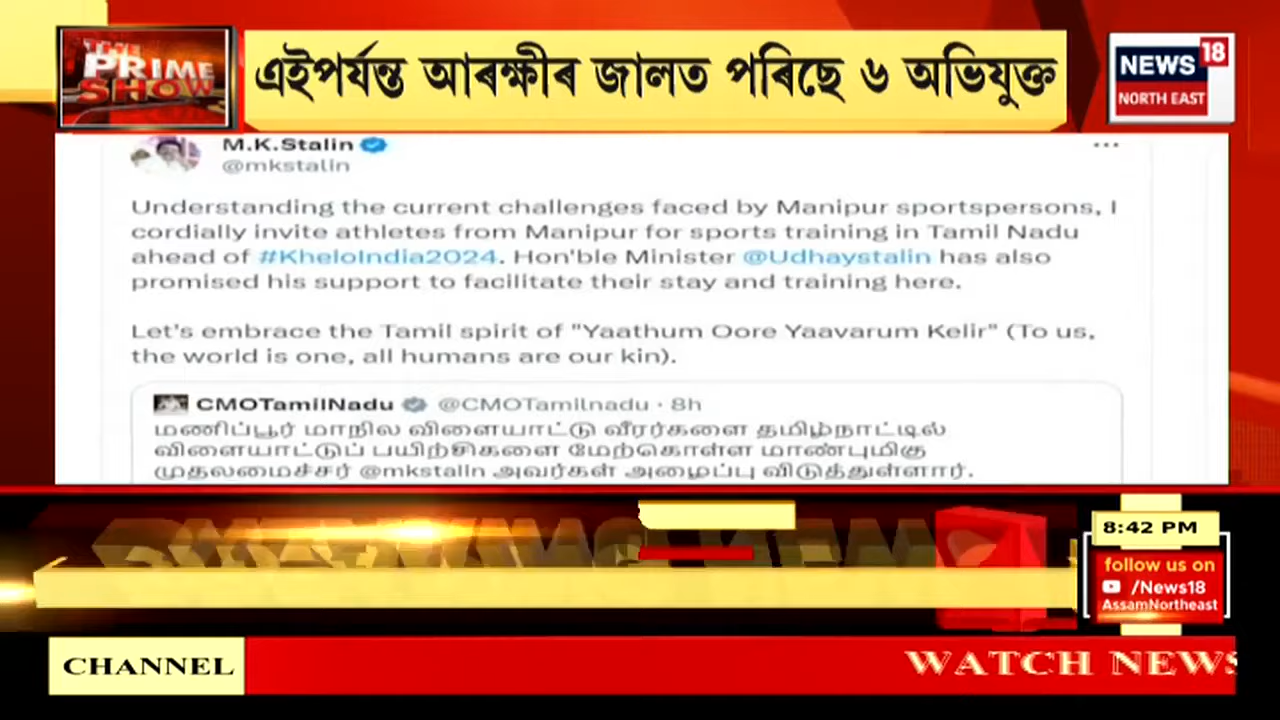 THE
PRIME
SHOW
এইপৰ্যন্ত আৰক্ষীৰ জালত পৰিছে ৬ অভিযুক্ত
NEWS 18
NORTH EAST
M.K.Stalin
@mkstalin
Understanding the current challenges faced by Manipur sportspersons, I
cordially invite athletes from Manipur for sports training in Tamil Nadu
ahead of #KheloIndia2024. Hon'ble Minister @Udhaystalin has also
promised his support to facilitate their stay and training here.
Let's embrace the Tamil spirit of "Yaathum Oore Yaavarum Kelir" (To us,
the world is one, all humans are our kin).
CMOTamilNadu @CMOTamilnadu · 8h
மணிப்பூர் மாநில விளையாட்டு வீரர்களை தமிழ்நாட்டில்
விளையாட்டுப் பயிற்சிகளை மேற்கொள்ள மாண்புமிகு
முதலமைச்சர் @mkstalin அவர்கள் அழைப்பு விடுத்துள்ளார்.
8:42 PM
follow us on
/News18
AssamNortheast
CHANNEL
WATCH NEWS